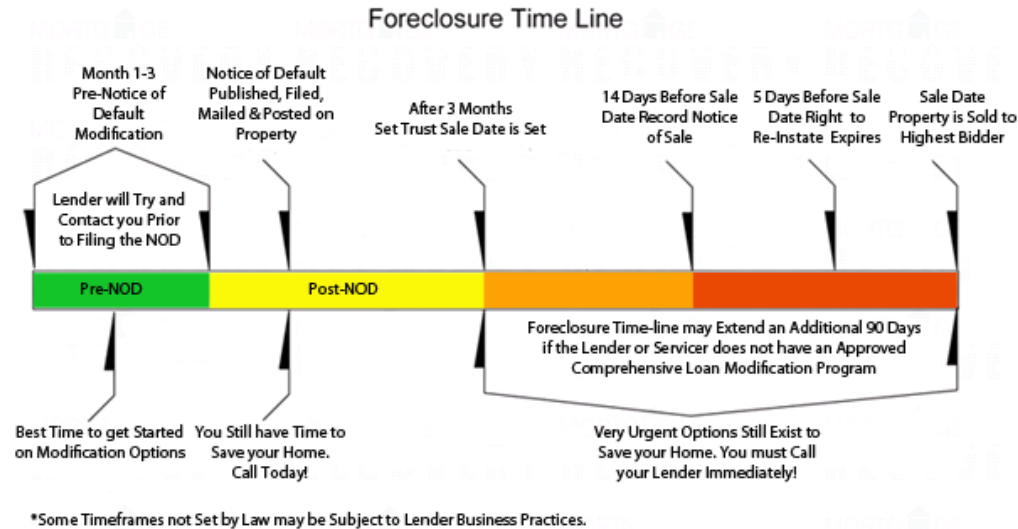 Foreclosure Time Line
Month 1-3
Pre-Notice of
Default
Modification
Notice of Default
Published, Filed,
Mailed & Posted on
Property
After 3 Months
Set Trust Sale Date is Set
14 Days Before Sale
Date Record Notice
of Sale
5 Days Before Sale
Date Right to
Re-Instate Expires
Sale Date
Property is Sold to
Highest Bidder
Lender will Try and
Contact you Prior
to Filing the NOD
Pre-NOD
Post-NOD
Foreclosure Time-line may Extend an Additional 90 Days
if the Lender or Servicer does not have an Approved
Comprehensive Loan Modification Program
Best Time to get Started
on Modification Options
You Still have Time to
Save your Home.
Call Today!
Very Urgent Options Still Exist to
Save your Home. You must Call
your Lender Immediately!
*Some Timeframes not Set by Law may be Subject to Lender Business Practices.